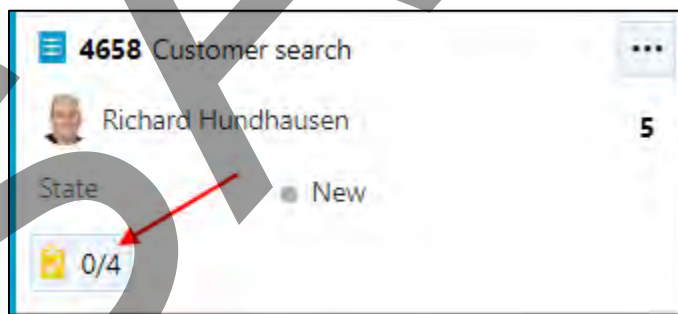 4658 Customer search
...
Richard Hundhausen
5
State
New
0/4